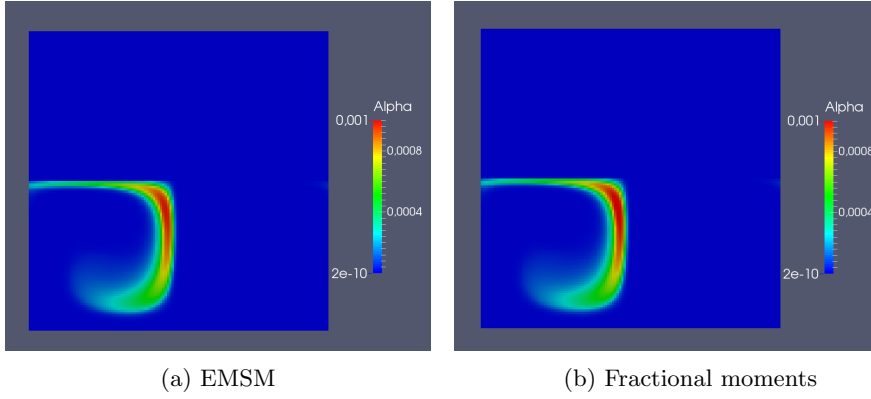 Alpha
0,001
0,0008
0,0004
2e-10
Alpha
0,001
0,0008
0,0004
2e-10
(a) EMSM
(b) Fractional moments